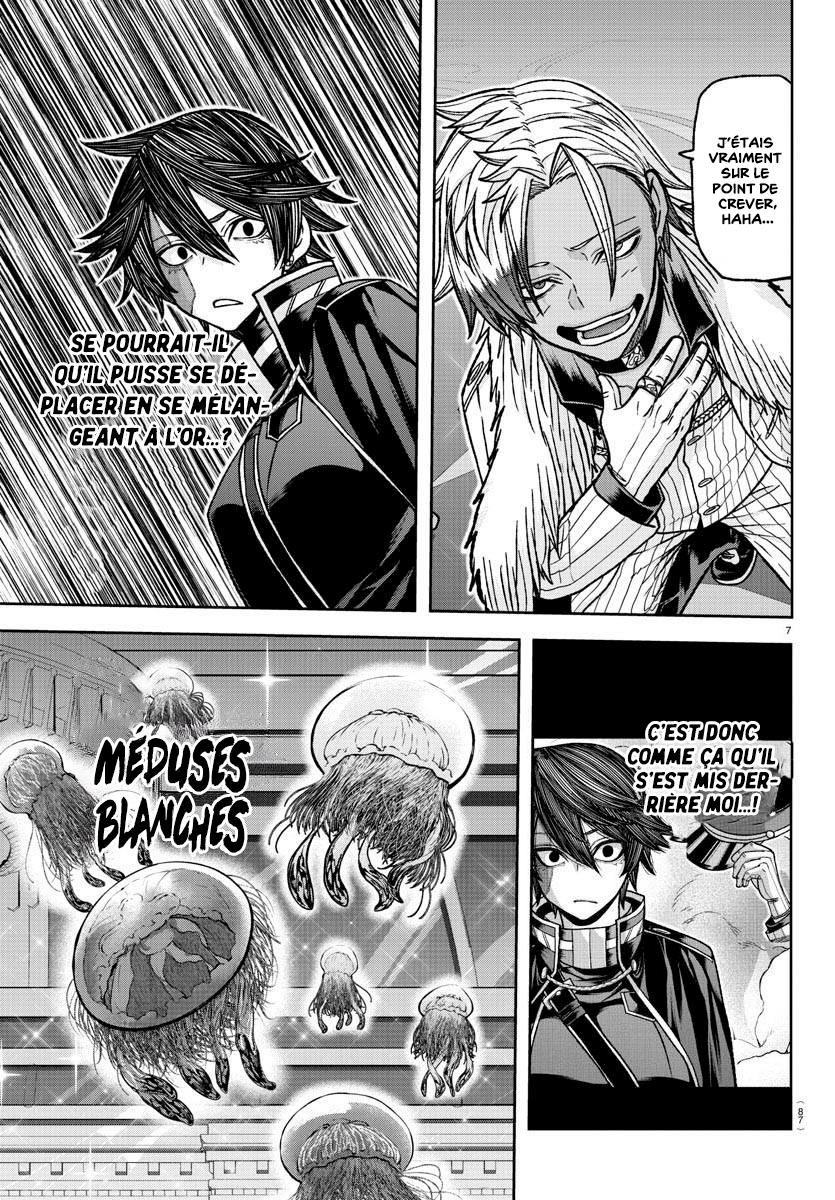 J'ÉTAIS
VRAIMENT
SUR LE
POINT DE
CREVER,
HAHA...
SE POURRAIT-IL
QU'IL PUISSE SE DÉ-
PLACER EN SE MÉLAN-
GEANT À L'OR...?
7
C'EST DONC
COMME ÇA QU'IL
S'EST MIS DER-
RIÈRE MOI...!
MÉDUSES
BLANCHES
(87)